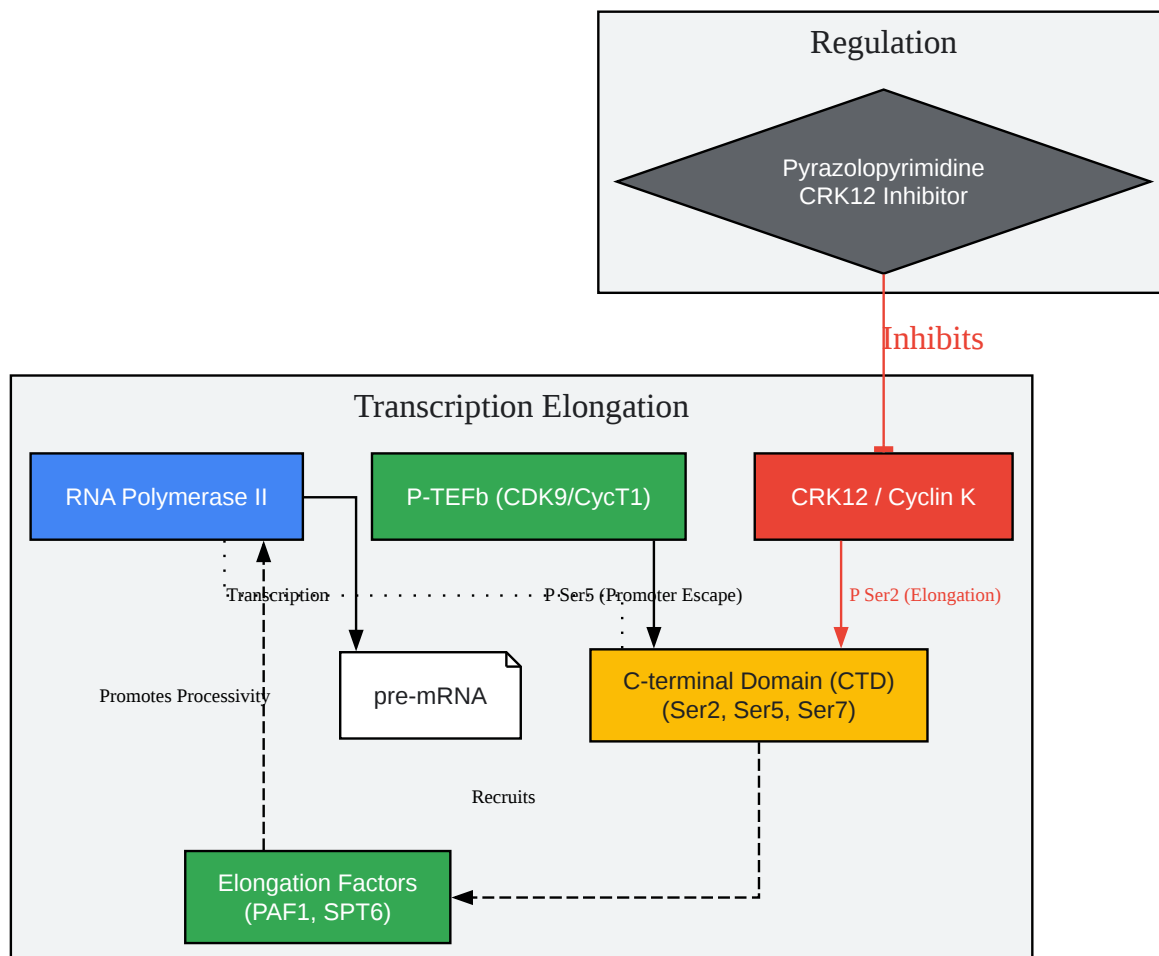 Regulation
Pyrazolopyrimidine
CRK12 Inhibitor
Inhibits
Transcription Elongation
RNA Polymerase II
P-TEFb (CDK9/CycT1)
CRK12 / Cyclin K
Transcription
P Ser5 (Promoter Escape)
P Ser2 (Elongation)
C-terminal Domain (CTD)
(Ser2, Ser5, Ser7)
pre-mRNA
Promotes Processivity
Recruits
Elongation Factors
(PAF1, SPT6)